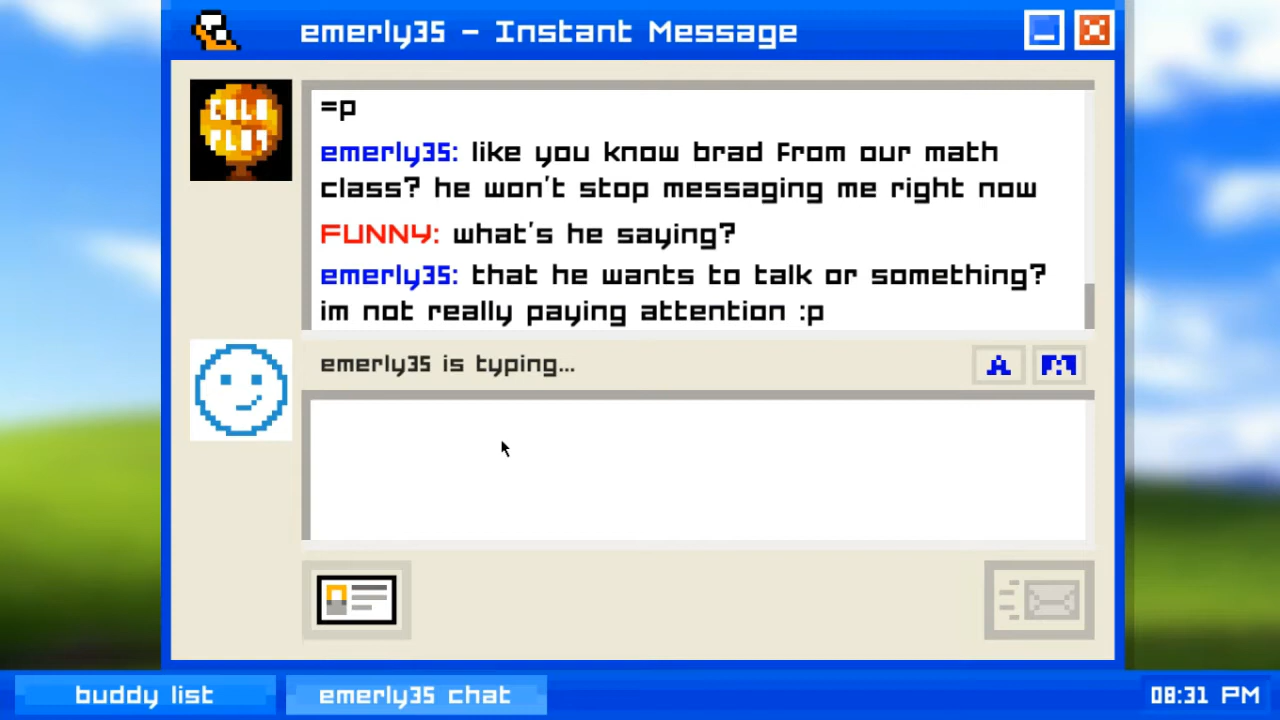 emerly35 - Instant Message
COLD
PLAY
=p
emerly35: like you know brad from our math
class? he won't stop messaging me right now
FUNNY: what's he saying?
emerly35: that he wants to talk or something?
im not really paying attention :p
emerly35 is typing...
A
buddy list
emerly35 chat
08:31 PM